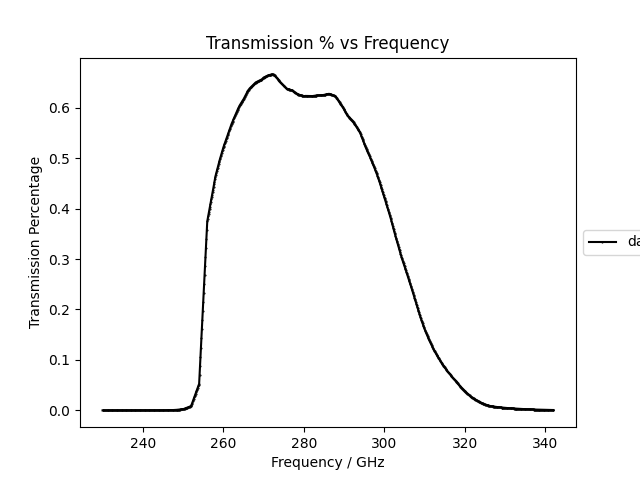 Transmission % vs Frequency
Transmission Percentage
0.6
0.5
0.4
0.3
0.2
0.1
0.0
240 260 280 300 320 340
Frequency / GHz